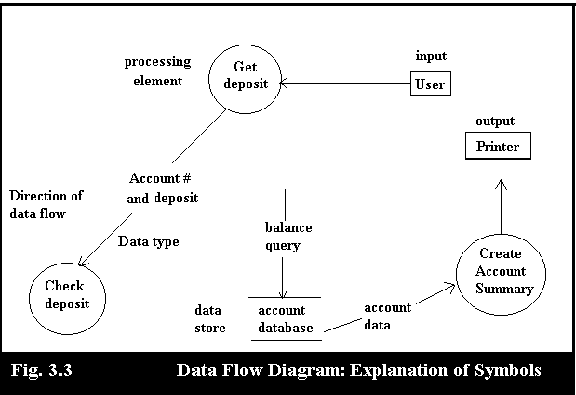 processing
element
Get
deposit
input
User
output
Printer
Account #
and deposit
Direction of
data flow
Data type
balance
query
Check
deposit
Create
Account
Summary
data
store
account
database
account
data
Fig. 3.3 Data Flow Diagram: Explanation of Symbols